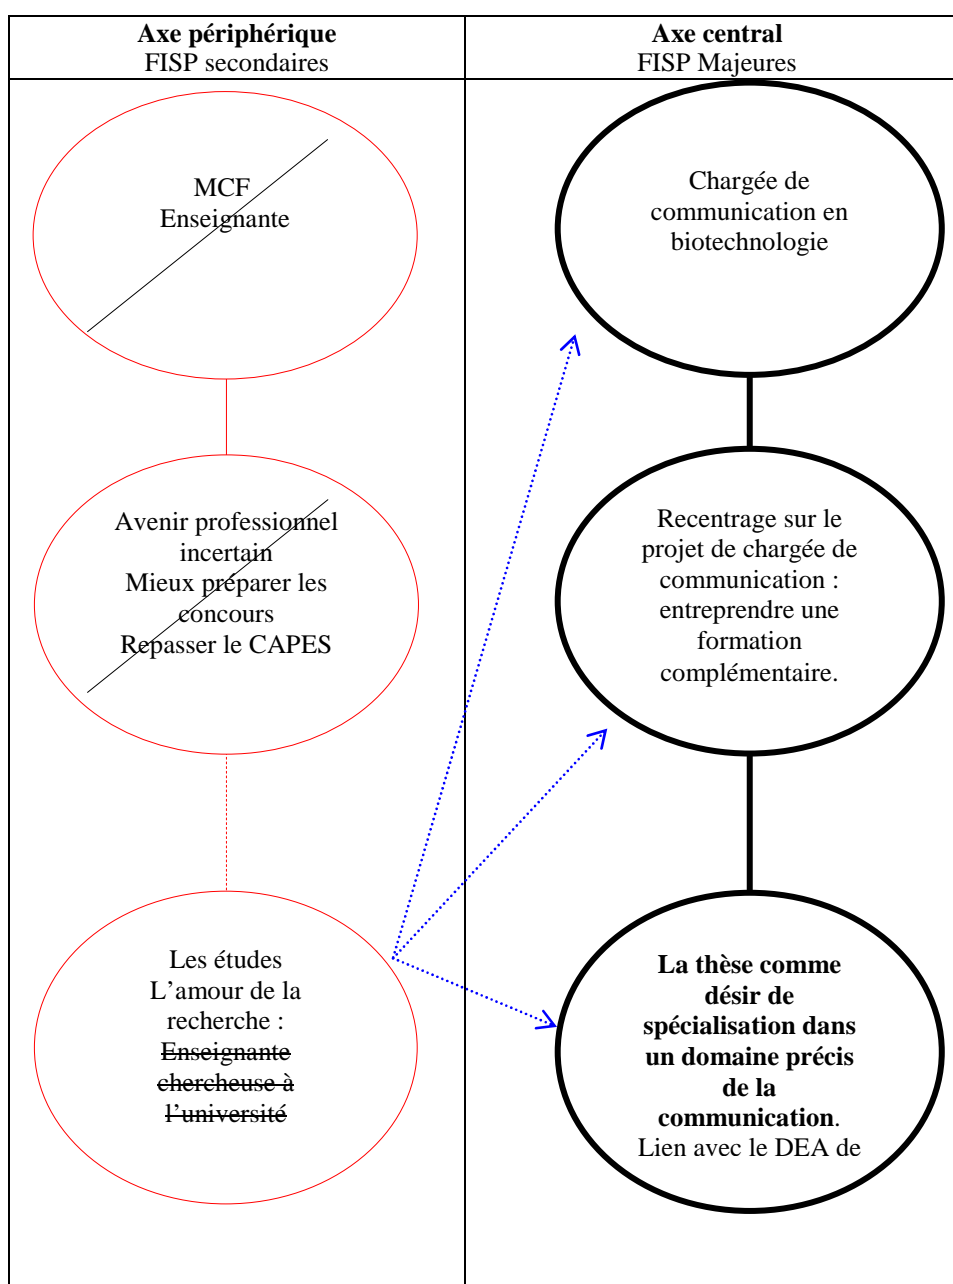 Axe périphérique
FISP secondaires
Axe central
FISP Majeures
MCF
Enseignante
Chargée de
communication en
biotechnologie
Avenir professionnel
incertain
Mieux préparer les
concours
Repasser le CAPES
Recentrage sur le
projet de chargée de
communication :
entreprendre une
formation
complémentaire.
Les études
L’amour de la
recherche :
Enseignante
chercheuse à
l’université
La thèse comme
désir de
spécialisation dans
un domaine précis
de la
communication.
Lien avec le DEA de